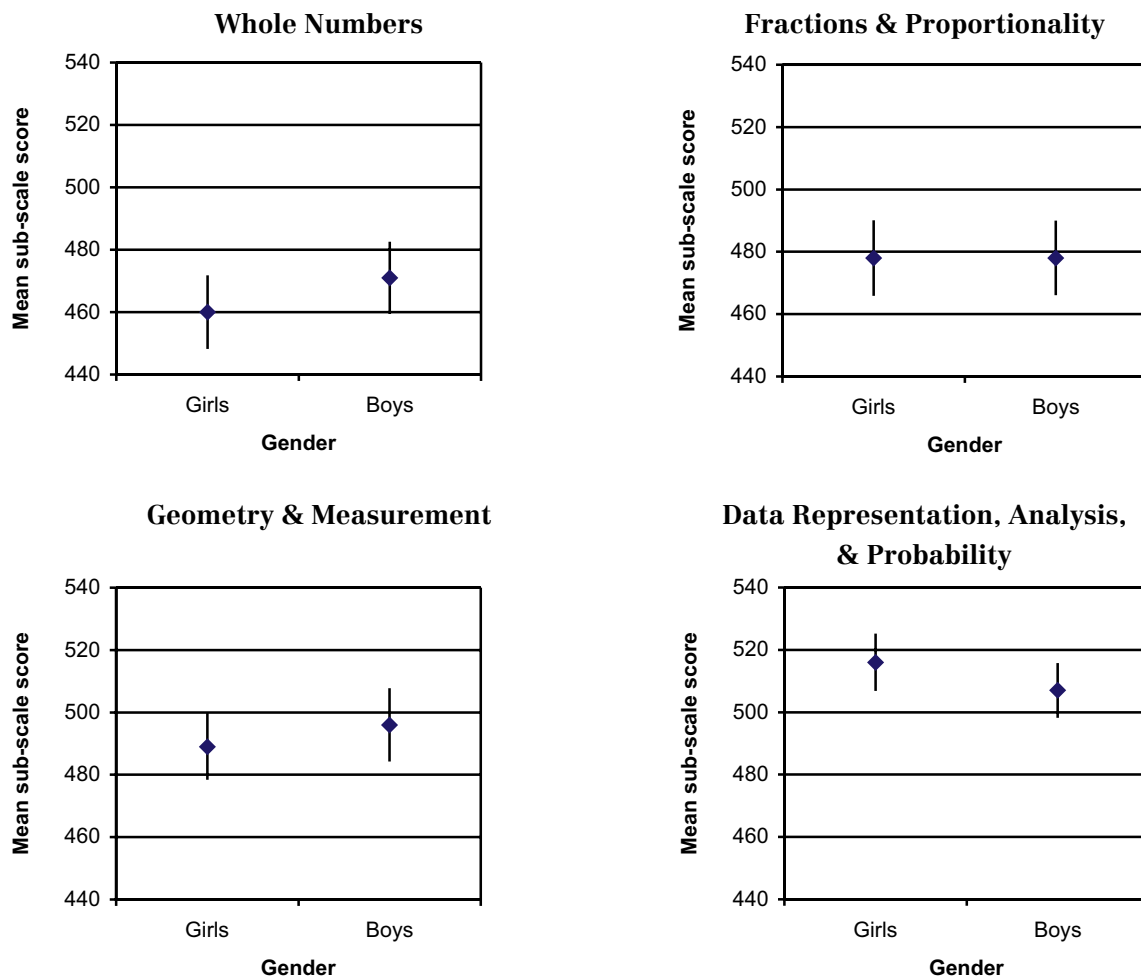 Whole Numbers
Mean sub-scale score
540
520
500
480
460
440
Girls
Boys
Gender
Fractions & Proportionality
Mean sub-scale score
540
520
500
480
460
440
Girls
Boys
Gender
Geometry & Measurement
Mean sub-scale score
540
520
500
480
460
440
Girls
Boys
Gender
Data Representation, Analysis,
& Probability
Mean sub-scale score
540
520
500
480
460
440
Girls
Boys
Gender